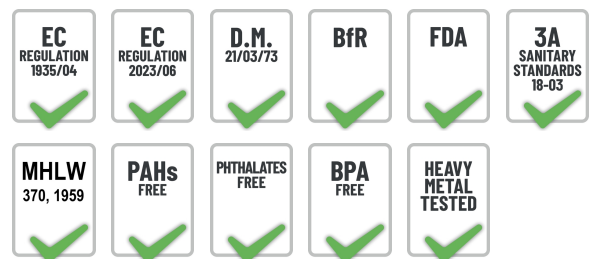 EC
REGULATION
1935/04
EC
REGULATION
2023/06
D.M.
21/03/73
BfR
FDA
3A
SANITARY
STANDARDS
18-03
MHLW
370, 1959
PAHs
FREE
PHTHALATES
FREE
BPA
FREE
HEAVY
METAL
TESTED